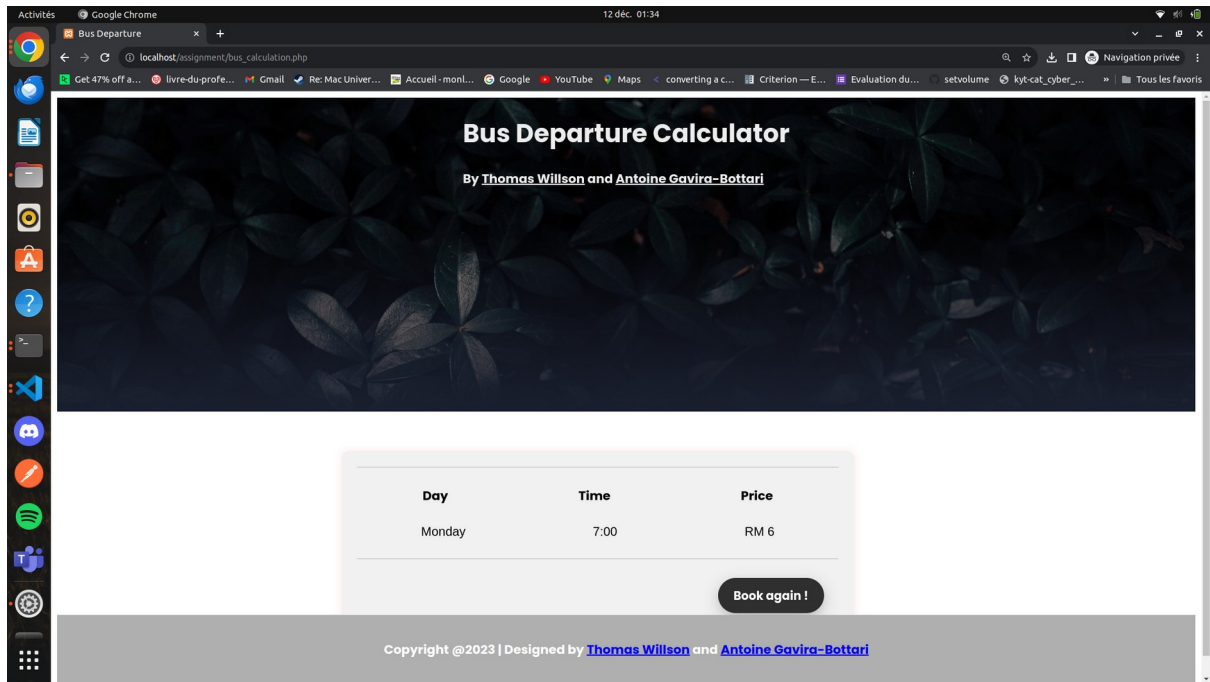 Activités Google Chrome 12 déc. 01:34
Bus Departure
localhost/assignment/bus_calculation.php Navigation privée
Get 47% off a... livre-du-profe... Gmail Re: Mac Univer... Accueil - monl... Google YouTube Maps converting a c... Criterion — E... Evaluation du... setvolume kyt-cat_cyber_... » Tous les favoris
Bus Departure Calculator
By Thomas Willson and Antoine Gavira-Bottari
Day Time Price
Monday 7:00 RM 6
Book again !
Copyright @2023 | Designed by Thomas Willson and Antoine Gavira-Bottari